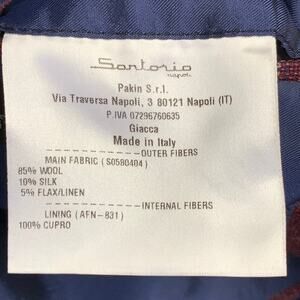 Sartorio
napoli
Pakin S.r.l.
Via Traversa Napoli, 3 80121 Napoli (IT)
P.IVA 07296760635
Giacca
Made in Italy
--------------------OUTER FIBERS
MAIN FABRIC (S0580404)
85% WOOL
10% SILK
5% FLAX/LINEN
--------------------INTERNAL FIBERS
LINING (AFN-831)
100% CUPRO